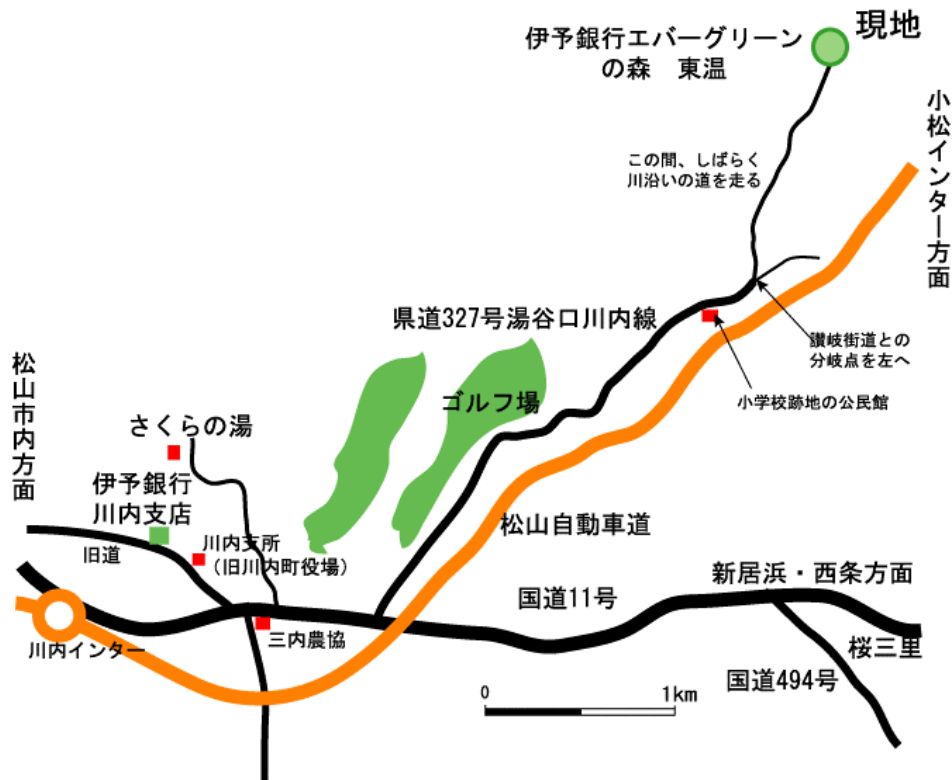 現地
伊予銀行エバーグリーン
の森　東温
小松インター方面
この間、しばらく
川沿いの道を走る
県道327号湯谷口川内線
讃岐街道との
分岐点を左へ
小学校跡地の公民館
松山市内方面
ゴルフ場
さくらの湯
伊予銀行
川内支店
旧道
川内支所
（旧川内町役場）
松山自動車道
新居浜・西条方面
国道11号
三内農協
川内インター
桜三里
国道494号
0
1km